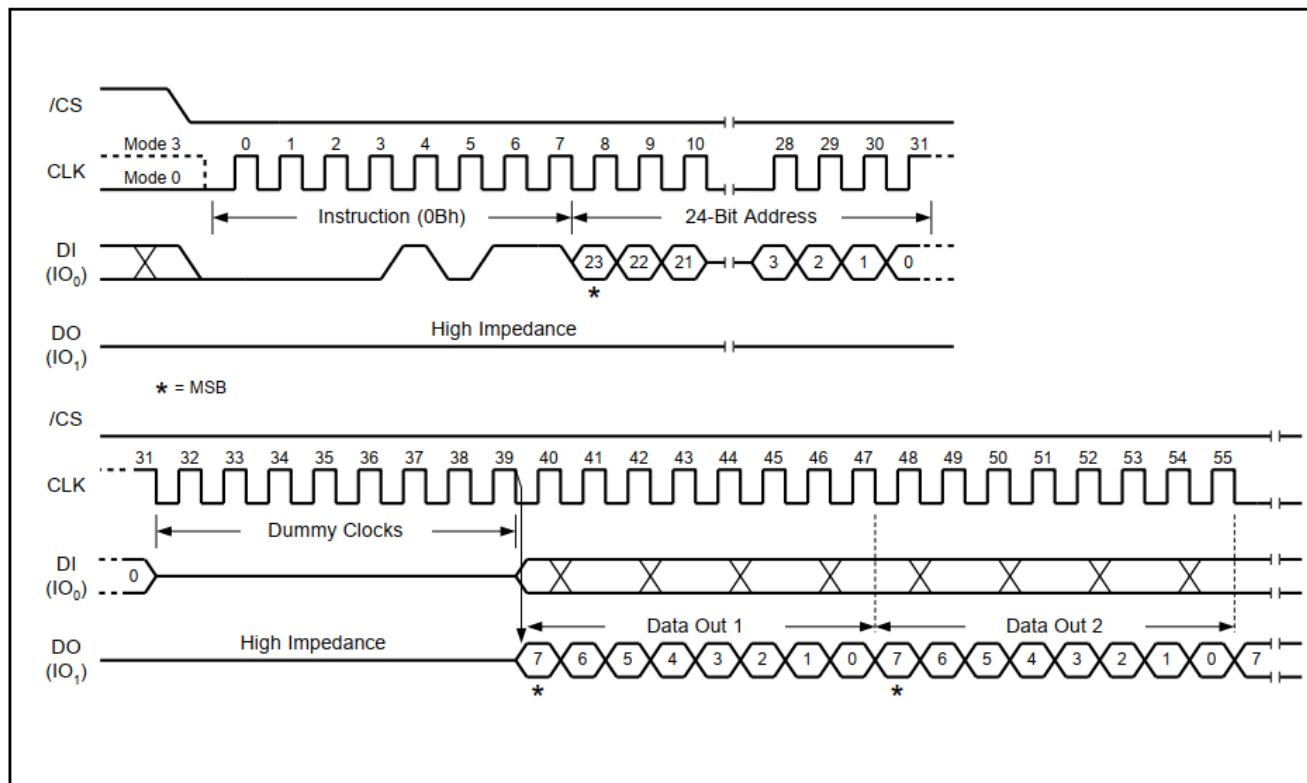 /CS
Mode 3 0 1 2 3 4 5 6 7 8 9 10 28 29 30 31
CLK
Mode 0
Instruction (0Bh) 24-Bit Address
DI
(IO0) 23 22 21 3 2 1 0
*
High Impedance
DO
(IO1)
* = MSB
/CS
31 32 33 34 35 36 37 38 39 40 41 42 43 44 45 46 47 48 49 50 51 52 53 54 55
CLK
Dummy Clocks
DI
(IO0) 0
Data Out 1 Data Out 2
High Impedance
DO
(IO1) 7 6 5 4 3 2 1 0 7 6 5 4 3 2 1 0 7
* *